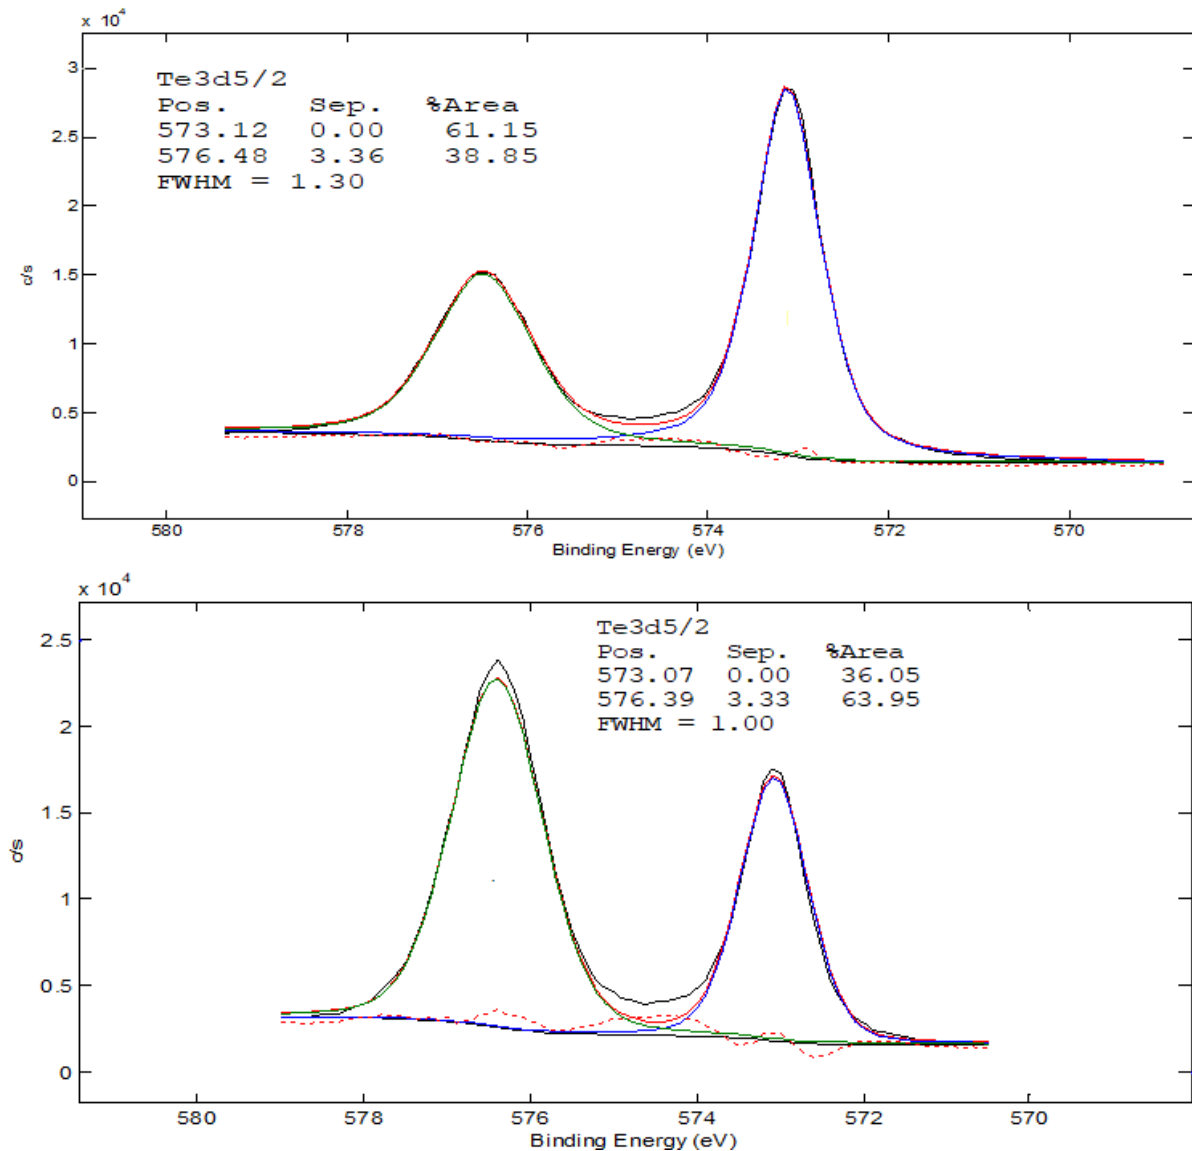 x 10⁴
3
2.5
2
1.5
1
0.5
0
c/s
Te3d5/2
Pos. Sep. %Area
573.12 0.00 61.15
576.48 3.36 38.85
FWHM = 1.30
580 578 576 574 572 570
Binding Energy (eV)
x 10⁴
2.5
2
1.5
1
0.5
0
c/s
Te3d5/2
Pos. Sep. %Area
573.07 0.00 36.05
576.39 3.33 63.95
FWHM = 1.00
580 578 576 574 572 570
Binding Energy (eV)